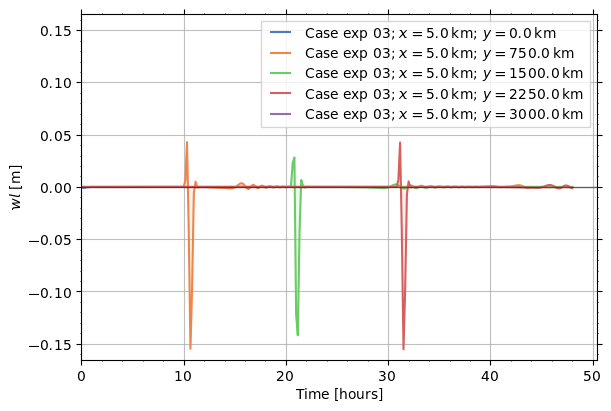 Case exp 03; x = 5.0 km; y = 0.0 km
Case exp 03; x = 5.0 km; y = 750.0 km
Case exp 03; x = 5.0 km; y = 1500.0 km
Case exp 03; x = 5.0 km; y = 2250.0 km
Case exp 03; x = 5.0 km; y = 3000.0 km
0.15
0.10
0.05
0.00
−0.05
−0.10
−0.15
wl [m]
0 10 20 30 40 50
Time [hours]